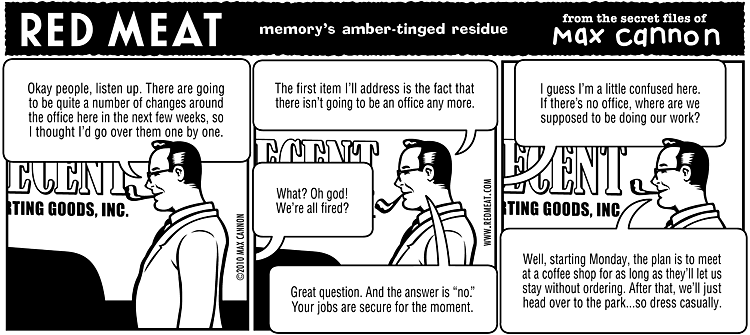 RED MEAT
memory's amber-tinged residue
from the secret files of
Max Cannon
Okay people, listen up. There are going
to be quite a number of changes around
the office here in the next few weeks, so
I thought I'd go over them one by one.
ECENT
RTING GOODS, INC.
©2010 MAX CANNON
The first item I'll address is the fact that
there isn't going to be an office any more.
ECENT
What? Oh god!
We're all fired?
Great question. And the answer is “no.”
Your jobs are secure for the moment.
WWW.REDMEAT.COM
I guess I'm a little confused here.
If there's no office, where are we
supposed to be doing our work?
ECENT
RTING GOODS, INC
Well, starting Monday, the plan is to meet
at a coffee shop for as long as they'll let us
stay without ordering. After that, we'll just
head over to the park...so dress casually.